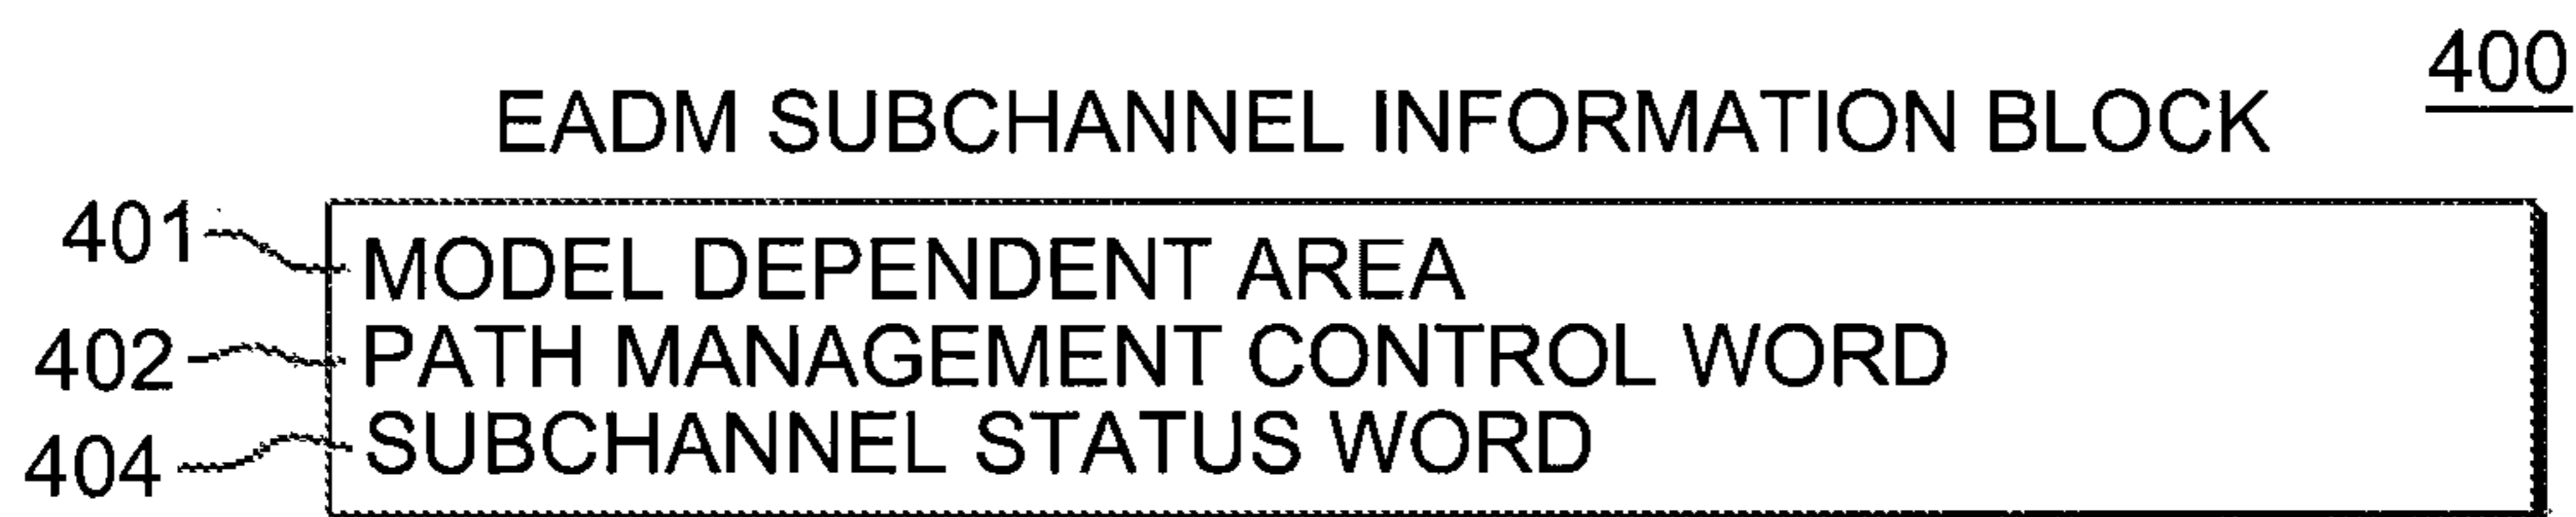 400
EADM SUBCHANNEL INFORMATION BLOCK
401 MODEL DEPENDENT AREA
402 PATH MANAGEMENT CONTROL WORD
404 SUBCHANNEL STATUS WORD